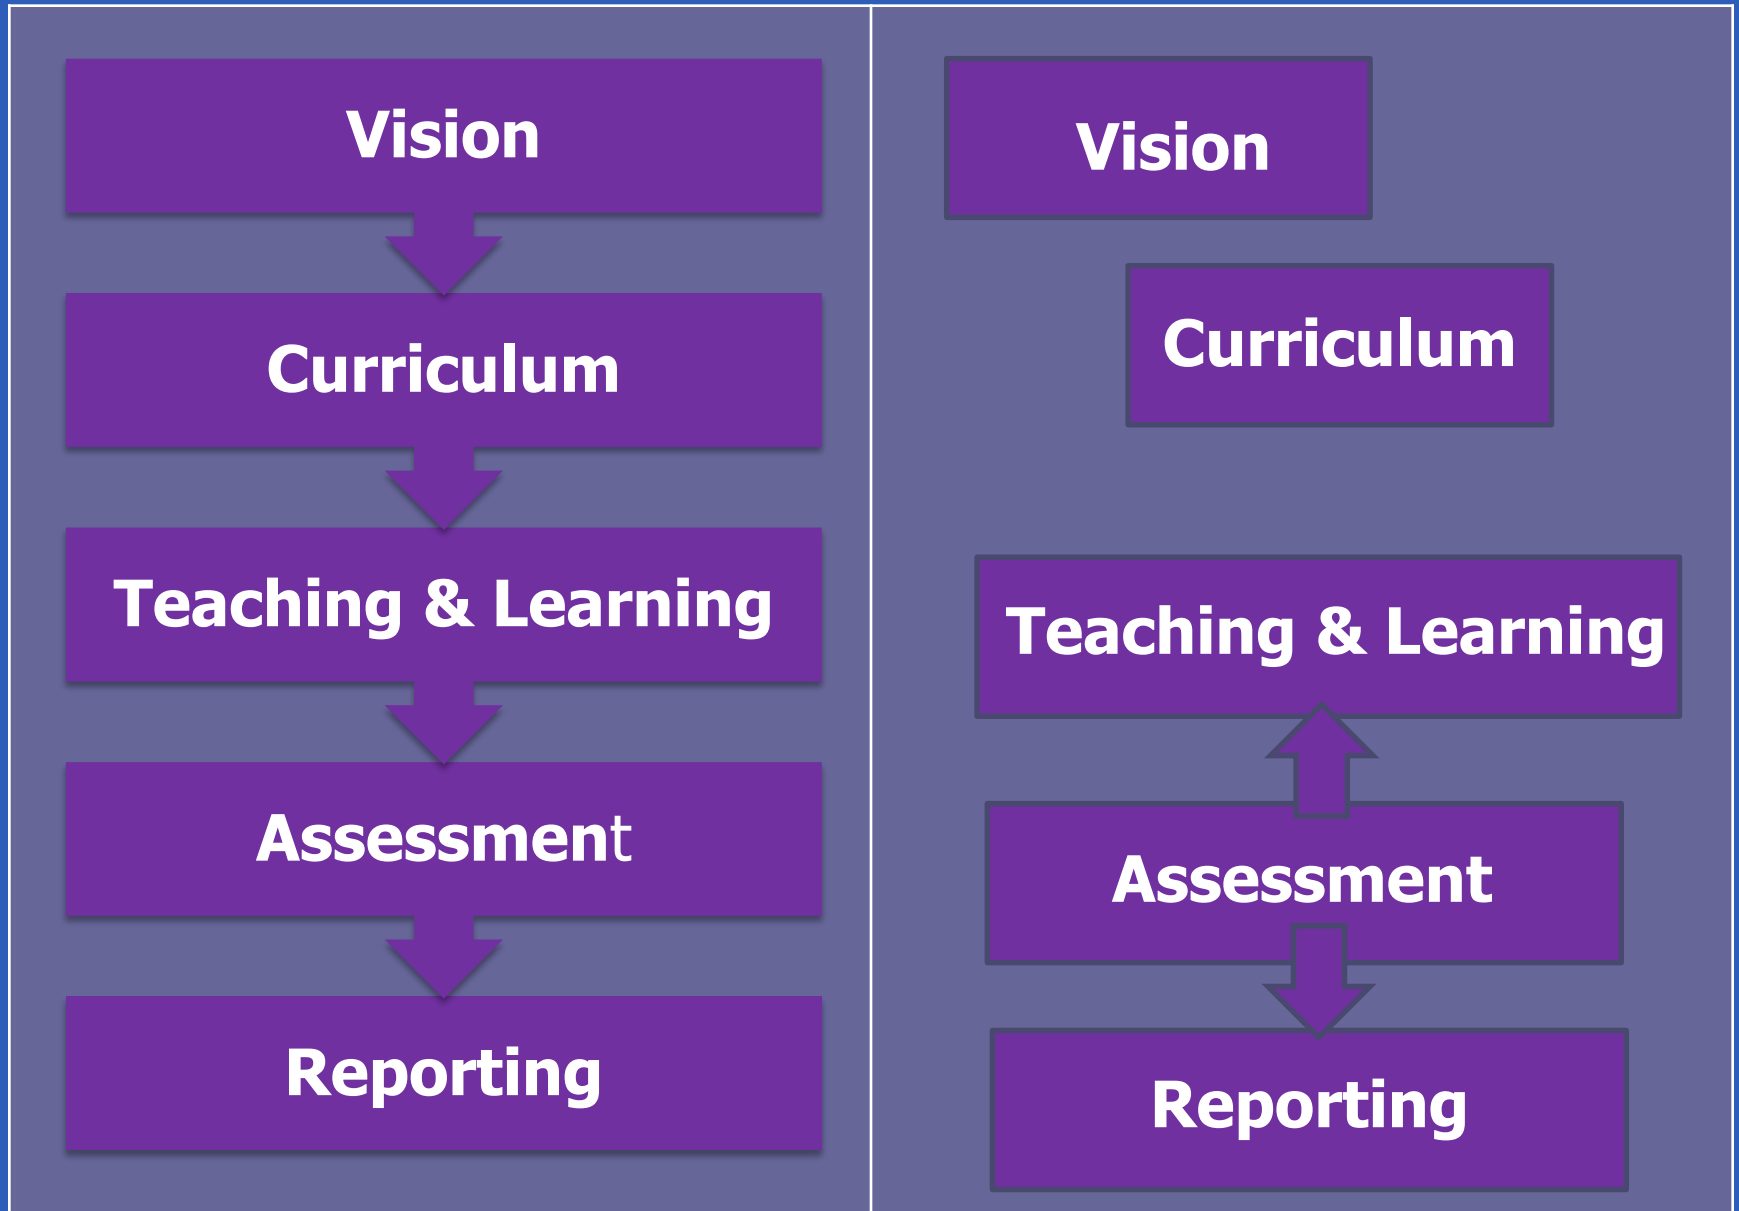 Vision
Curriculum
Teaching & Learning
Assessment
Reporting
Vision
Curriculum
Teaching & Learning
Assessment
Reporting